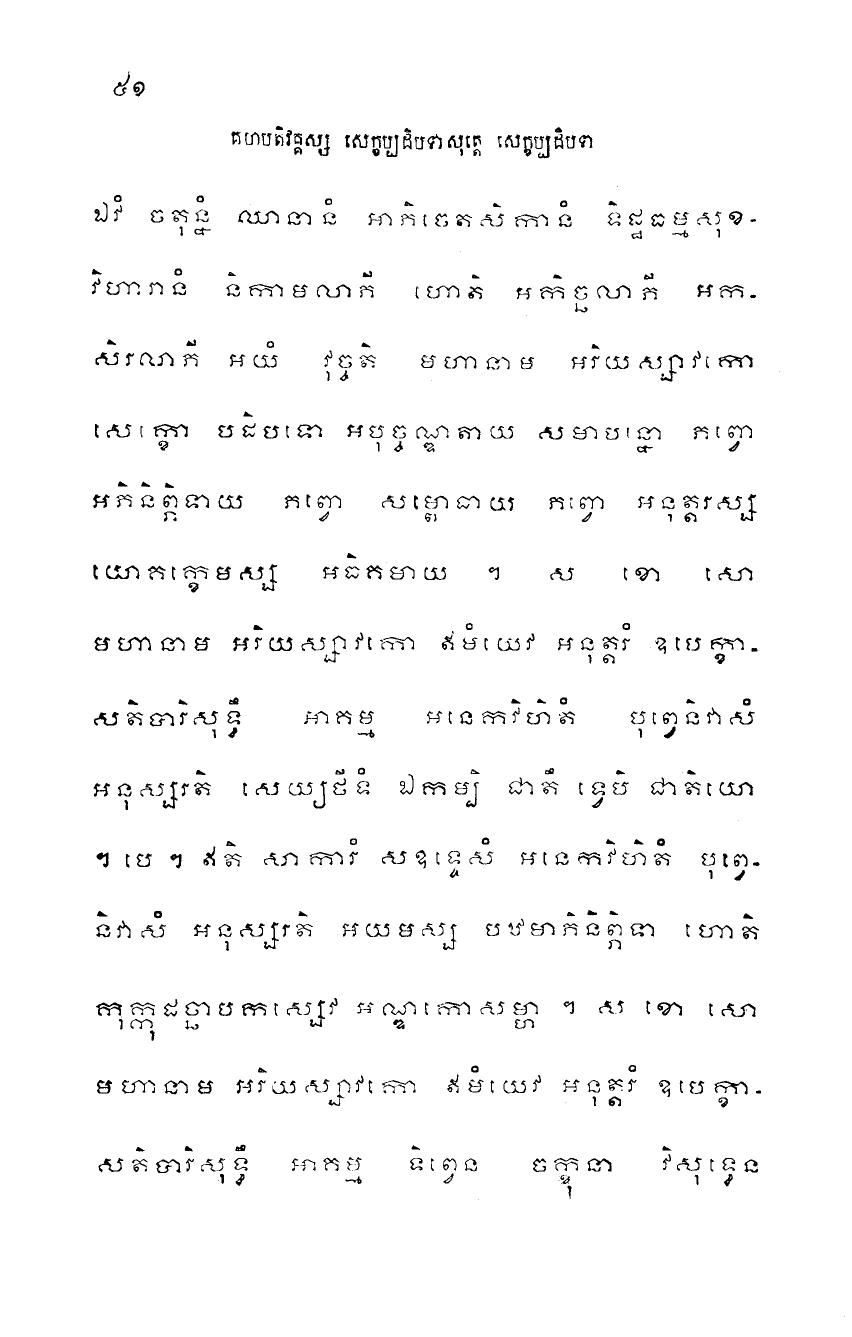 ៥១
គហបតិវគ្គស្ស សេក្ខប្បដិបទាសុត្តេ សេក្ខប្បដិបទា
ឯវំ ចតុន្នំ ឈានានំ អាភិចេតសិកានំ ទិដ្ឋធម្មសុខ-
វិហារានំ និកាមលាភី ហោតិ អកិច្ឆលាភី អក-
សិរលាភី អយំ វុច្ចតិ មហានាម អរិយស្សាវកោ
សេក្ខោ បដិបទោ អបុច្ចណ្ឌតាយ សមាបន្នោ ភព្វោ
អភិនិព្ភិទាយ ភព្វោ សម្ពោធាយ ភព្វោ អនុត្តរស្ស
យោគក្ខេមស្ស អធិគមាយ ។ ស ខោ សោ
មហានាម អរិយស្សាវកោ ឥមំយេវ អនុត្តរំ ឧបេក្ខា-
សតិបារិសុទ្ធឹ អាគម្ម អនេកវិហិតំ បុព្វេនិវាសំ
អនុស្សរតិ សេយ្យថីទំ ឯកម្បិ ជាតឹ ទ្វេបិ ជាតិយោ
។ បេ ។ ឥតិ សាការំ សឧទ្ទេសំ អនេកវិហិតំ បុព្វេ-
និវាសំ អនុស្សរតិ អយមស្ស បឋមាភិនិព្ភិទា ហោតិ
កុក្កុដច្ឆាបកស្សេវ អណ្ឌកោសម្ហា ។ ស ខោ សោ
មហានាម អរិយស្សាវកោ ឥមំយេវ អនុត្តរំ ឧបេក្ខា-
សតិបារិសុទ្ធឹ អាគម្ម ទិព្វេន ចក្ខុនា វិសុទ្ធេន